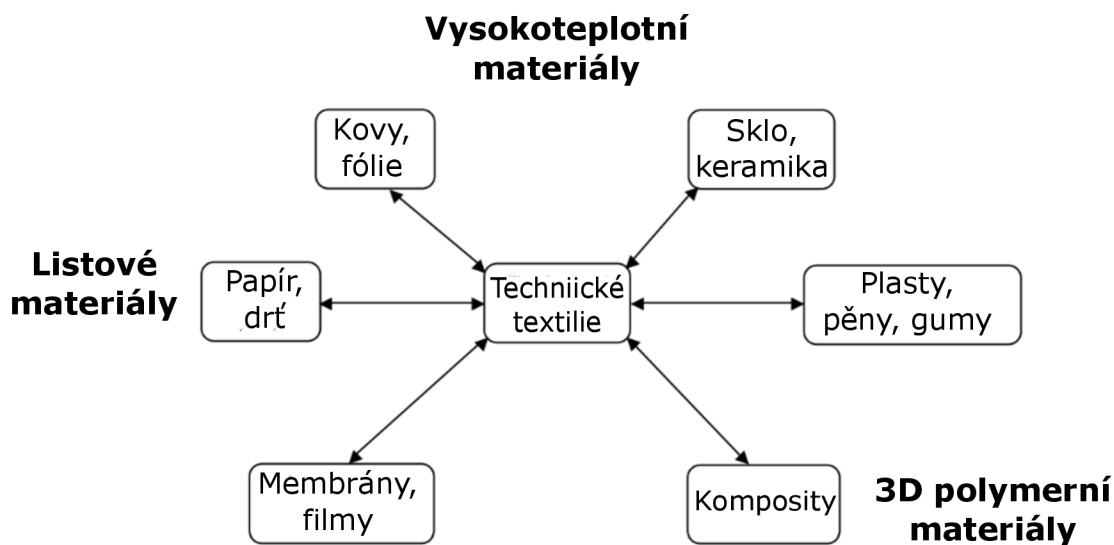 Vysokoteplotní
materiály
Kovy,
fólie
Sklo,
keramika
Listové
materiály
Papír,
drť
Techniické
textilie
Plasty,
pěny, gumy
Membrány,
filmy
Komposity
3D polymerní
materiály